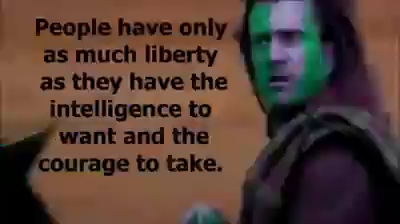 People have only
as much liberty
as they have the
intelligence to
want and the
courage to take.